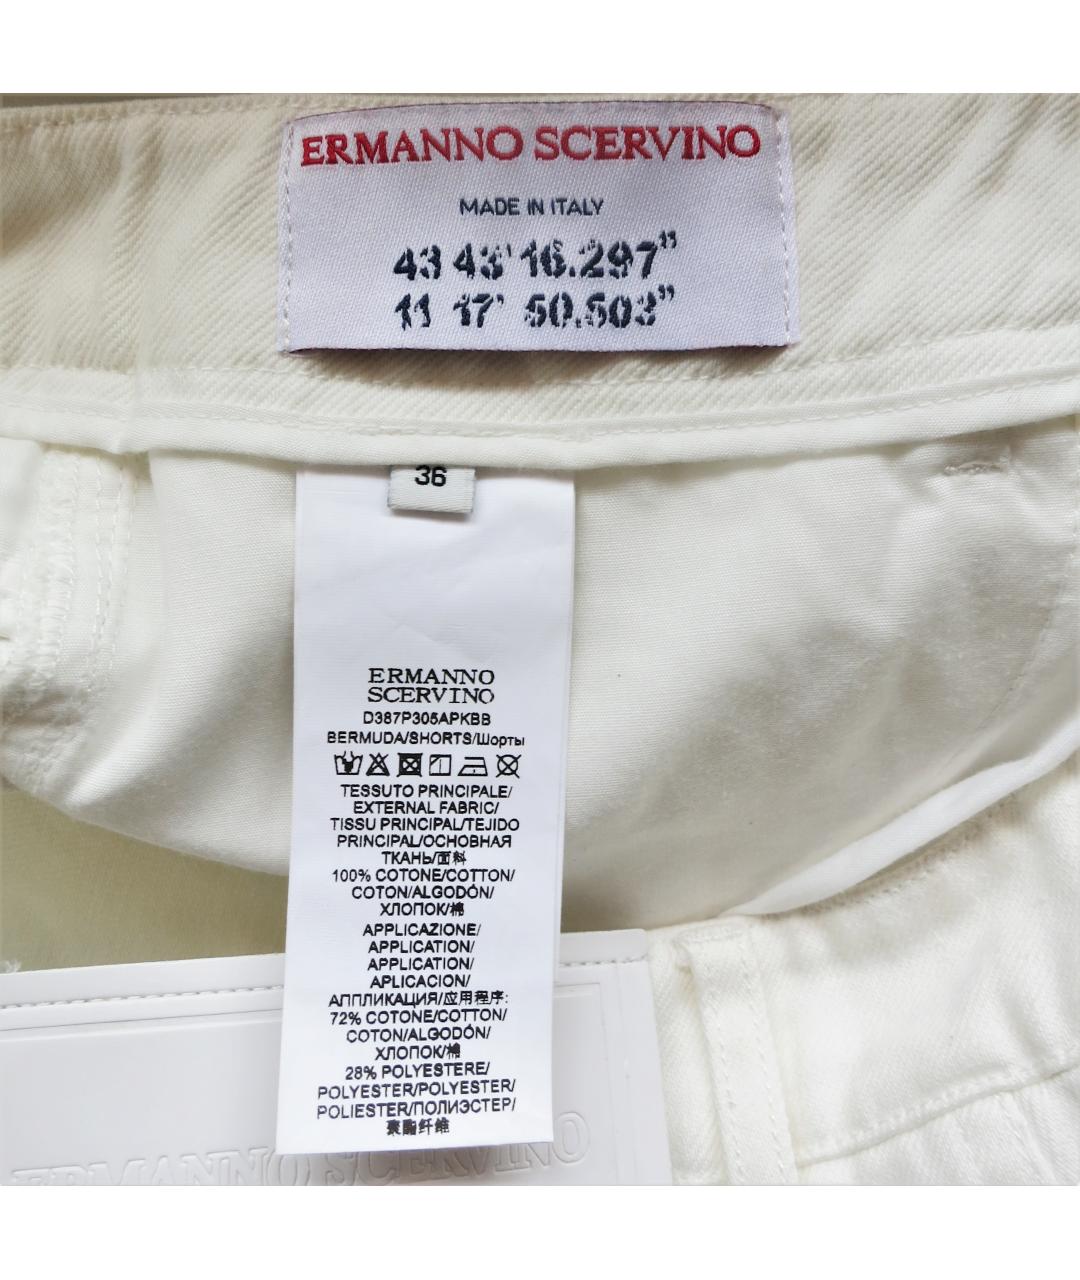 ERMANNO SCERVINO
MADE IN ITALY
43 43' 16.297"
11 17' 50.503"
36
ERMANNO
SCERVINO
D387P305APKBB
BERMUDA/SHORTS/Шорты
TESSUTO PRINCIPALE/
EXTERNAL FABRIC/
TISSU PRINCIPAL/TEJIDO
PRINCIPAL/ОСНОВНАЯ
ТКАНЬ/面料
100% COTONE/COTTON/
COTON/ALGODÓN/
ХЛОПОК/棉
APPLICAZIONE/
APPLICATION/
APPLICATION/
APLICACION/
АППЛИКАЦИЯ/应用程序:
72% COTONE/COTTON/
COTON/ALGODÓN/
ХЛОПОК/棉
28% POLYESTERE/
POLYESTER/POLYESTER/
POLIESTER/ПОЛИЭСТЕР/
聚酯纤维
ERMANNO SCERVINO